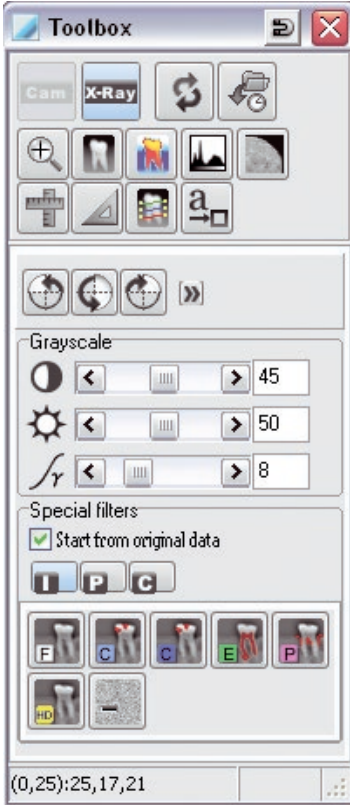 Toolbox
Cam X-Ray
a
Grayscale
45
50
γ 8
Special filters
Start from original data
I P C
F C C E P
HD
(0,25):25,17,21